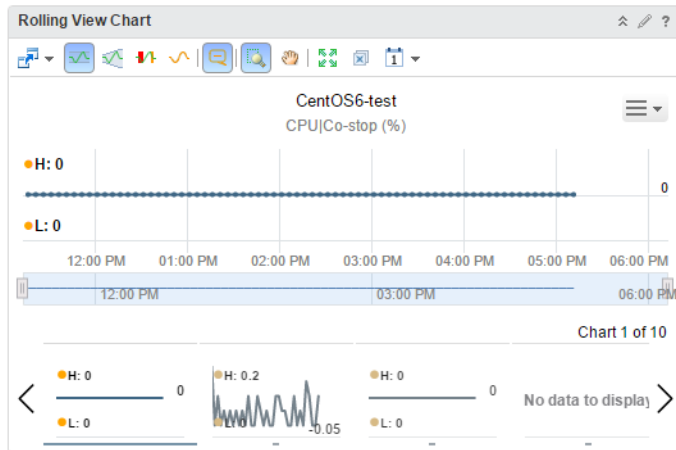 Rolling View Chart ?
1
CentOS6-test
CPU|Co-stop (%)
H: 0
0
L: 0
12:00 PM 01:00 PM 02:00 PM 03:00 PM 04:00 PM 05:00 PM 06:00 PM
12:00 PM 03:00 PM 06:00 PM
Chart 1 of 10
H: 0 H: 0.2 H: 0
0 0 No data to display
L: 0 L: 0 -0.05 L: 0